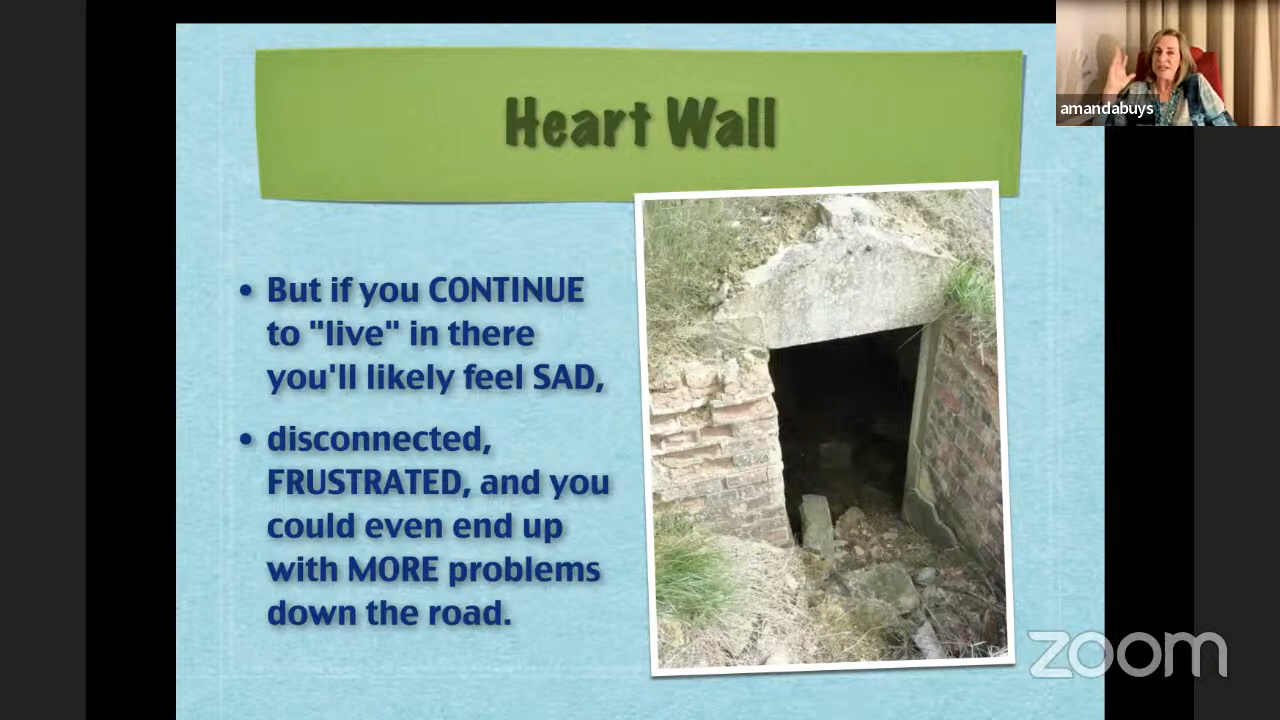 Heart Wall
amandabuys
• But if you CONTINUE
to "live" in there
you'll likely feel SAD,
• disconnected,
FRUSTRATED, and you
could even end up
with MORE problems
down the road.
zoom